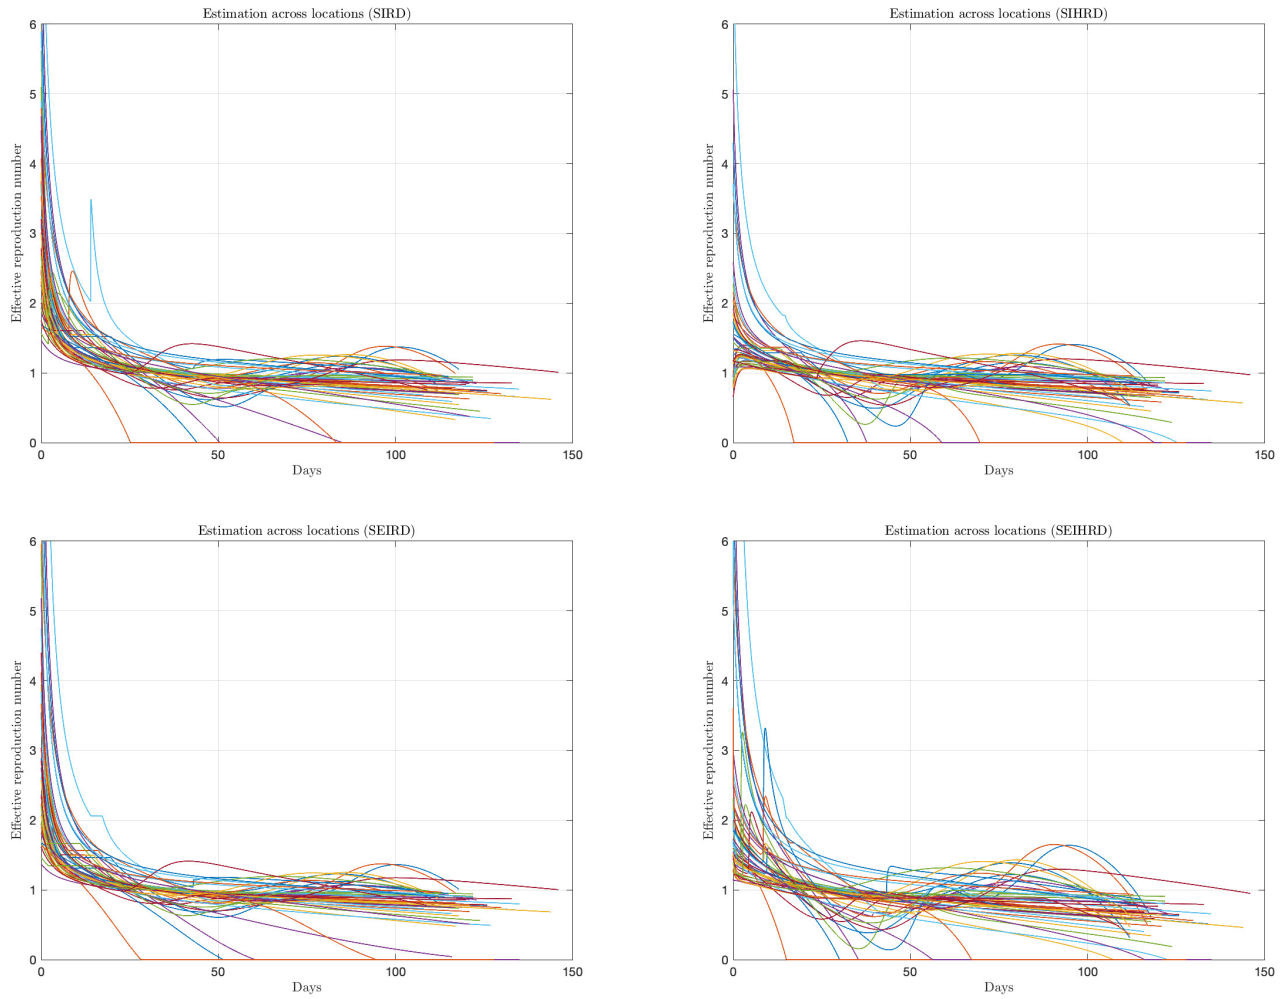 Estimation across locations (SIRD)
6
5
4
3
2
1
0
Effective reproduction number
0 50 100 150
Days
Estimation across locations (SIHRD)
6
5
4
3
2
1
0
Effective reproduction number
0 50 100 150
Days
Estimation across locations (SEIRD)
6
5
4
3
2
1
0
Effective reproduction number
0 50 100 150
Days
Estimation across locations (SEIHRD)
6
5
4
3
2
1
0
Effective reproduction number
0 50 100 150
Days